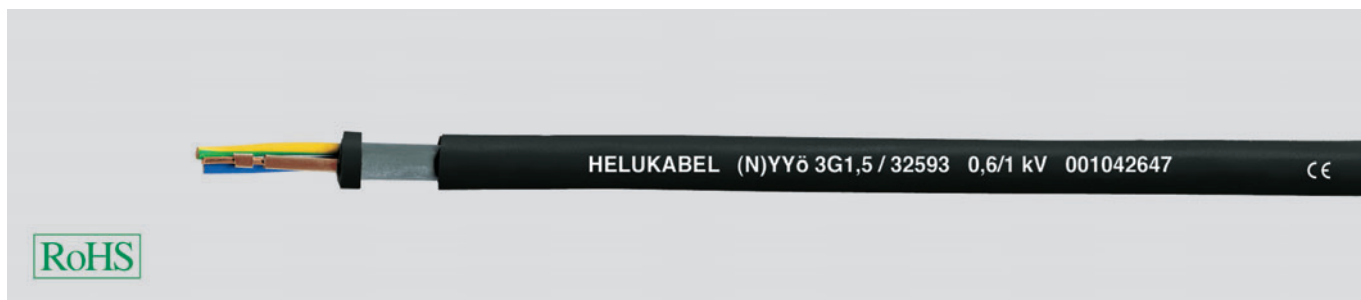 HELUKABEL (N)YYö 3G1,5 / 32593 0,6/1 kV 001042647 CE
RoHS